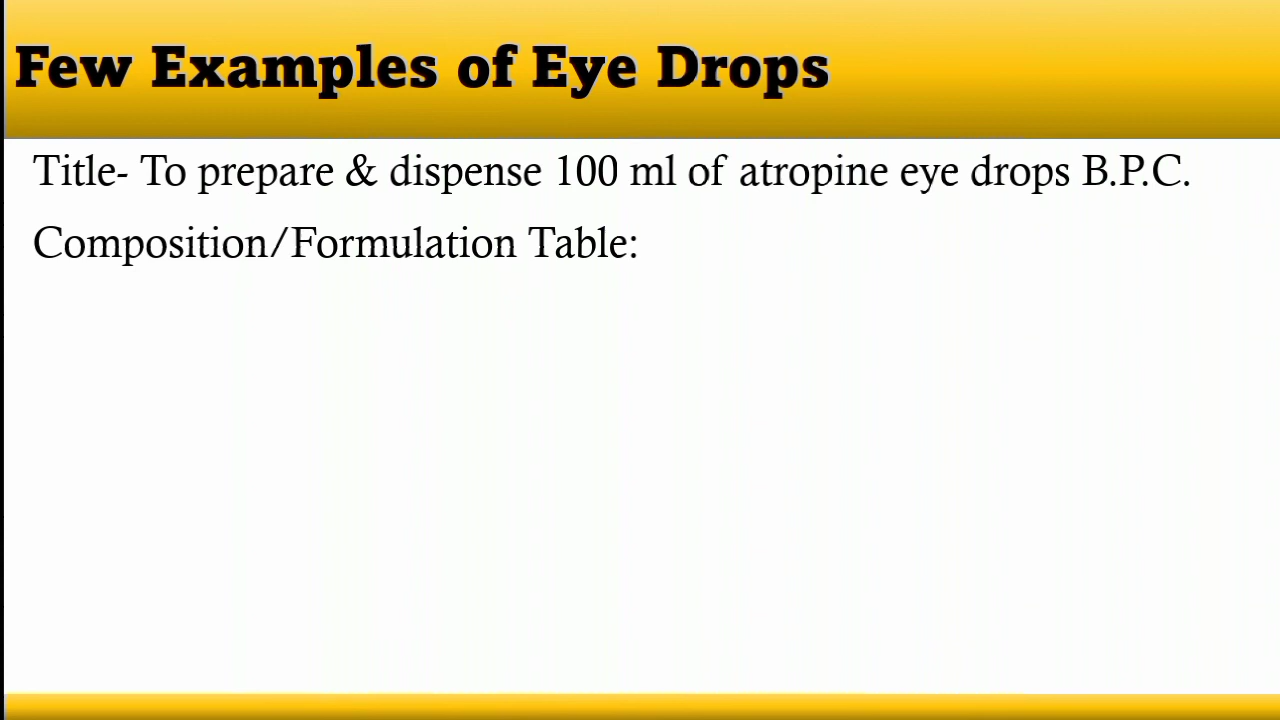 Few Examples of Eye Drops
Title- To prepare & dispense 100 ml of atropine eye drops B.P.C.
Composition/Formulation Table: